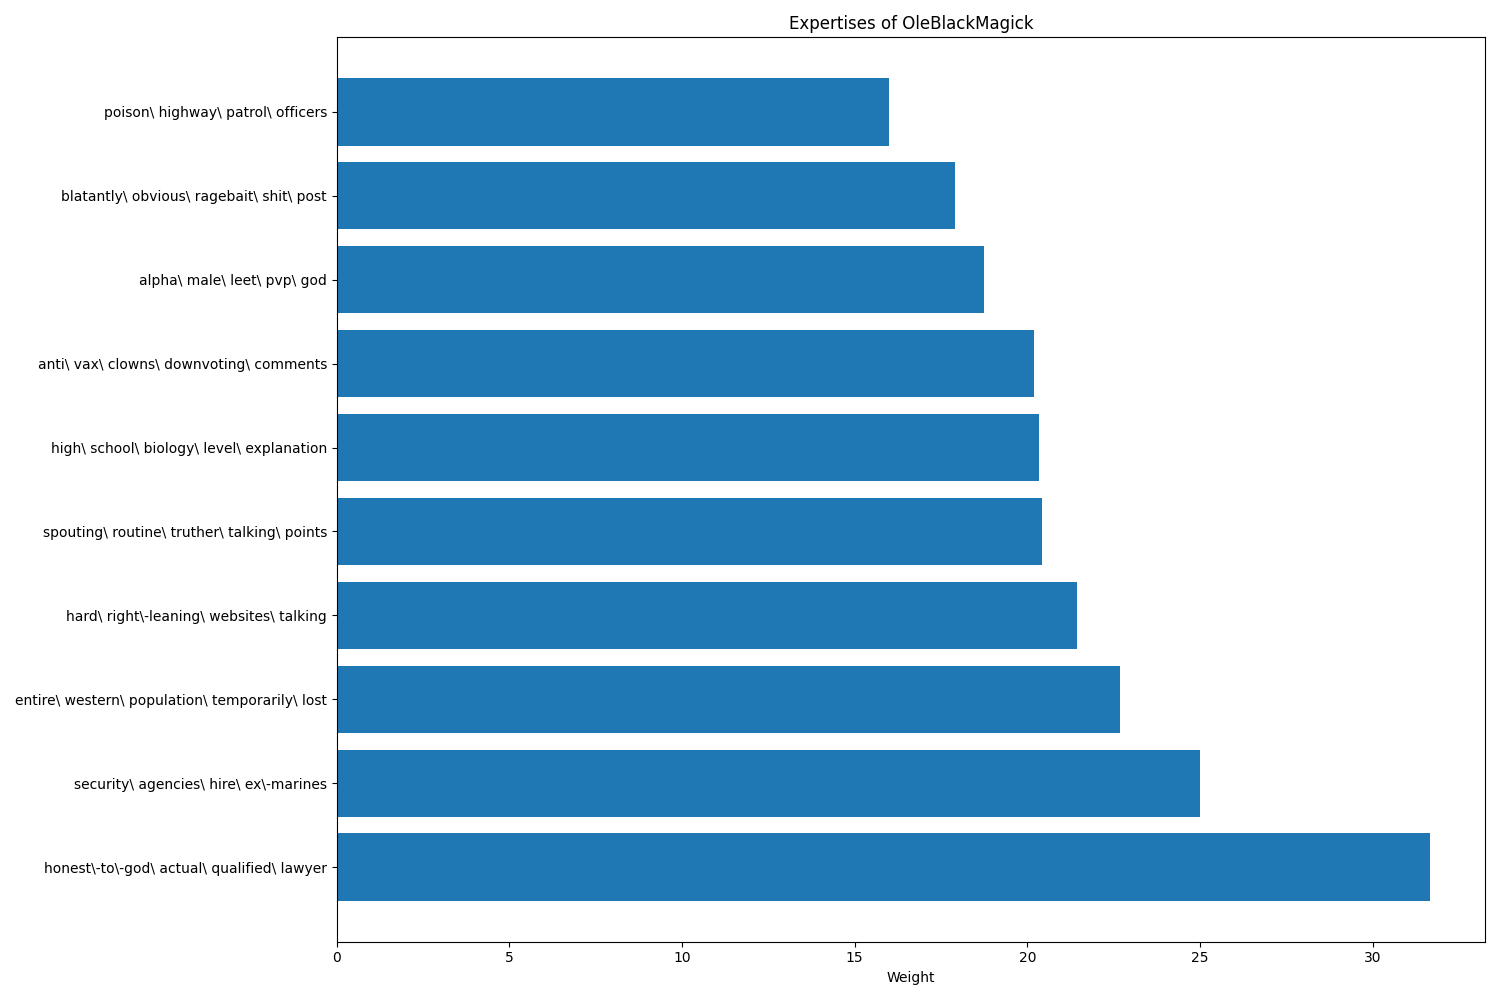 Expertises of OleBlackMagick
poison\ highway\ patrol\ officers
blatantly\ obvious\ ragebait\ shit\ post
alpha\ male\ leet\ pvp\ god
anti\ vax\ clowns\ downvoting\ comments
high\ school\ biology\ level\ explanation
spouting\ routine\ truther\ talking\ points
hard\ right\-leaning\ websites\ talking
entire\ western\ population\ temporarily\ lost
security\ agencies\ hire\ ex\-marines
honest\-to\-god\ actual\ qualified\ lawyer
0 5 10 15 20 25 30
Weight